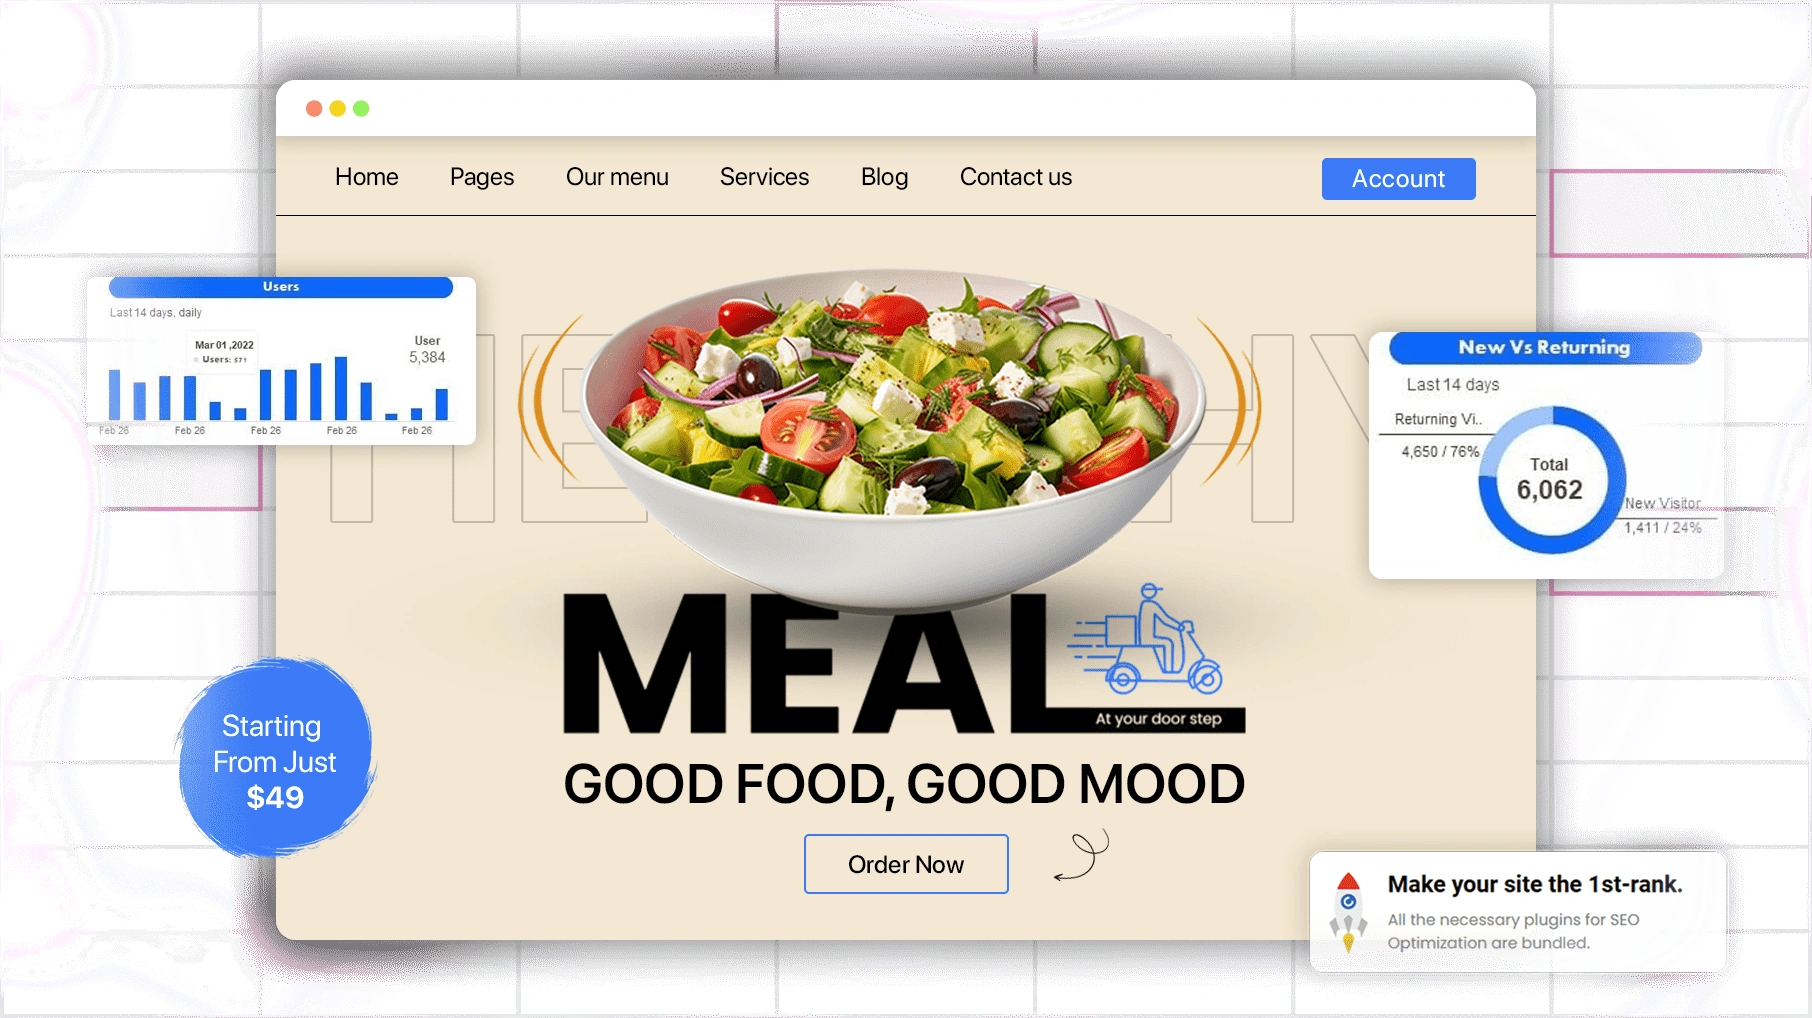 Home Pages Our menu Services Blog Contact us Account
Users
Last 14 days, daily
Mar 01 ,2022
Users: 571
User
5,384
Feb 26 Feb 26 Feb 26 Feb 26 Feb 26
New Vs Returning
Last 14 days
Returning Vi..
4,650 / 76%
Total
6,062
New Visitor
1,411 / 24%
MEAL
At your door step
GOOD FOOD, GOOD MOOD
Order Now
Starting
From Just
$49
Make your site the 1st-rank.
All the necessary plugins for SEO
Optimization are bundled.